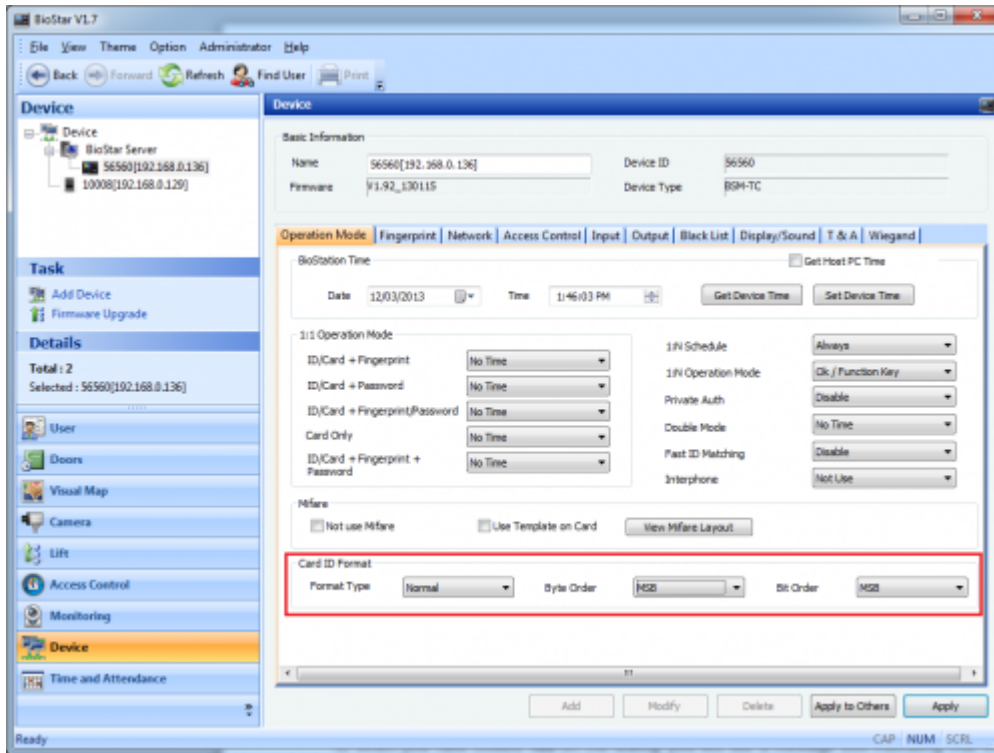 BioStar V1.7
File View Theme Option Administrator Help
Back Forward Refresh Find User Print
Device
Device
BioStar Server
56560[192.168.0.136]
10008[192.168.0.129]
Task
Add Device
Firmware Upgrade
Details
Total : 2
Selected : 56560[192.168.0.136]
User
Doors
Visual Map
Camera
Lift
Access Control
Monitoring
Device
Time and Attendance
Device
Basic Information
Name 56560[192.168.0.136] Device ID 56560
Firmware V1.92_130115 Device Type BSM-TC
Operation Mode Fingerprint Network Access Control Input Output Black List Display/Sound T & A Wiegand
BioStation Time Get Host PC Time
Date 12/03/2013 Time 1:46:03 PM Get Device Time Set Device Time
1:1 Operation Mode
ID/Card + Fingerprint No Time
ID/Card + Password No Time
ID/Card + Fingerprint/Password No Time
Card Only No Time
ID/Card + Fingerprint + Password No Time
1:N Schedule Always
1:N Operation Mode Ok / Function Key
Private Auth Disable
Double Mode No Time
Fast ID Matching Disable
Interphone Not Use
Mifare
Not use Mifare Use Template on Card View Mifare Layout
Card ID Format
Format Type Normal Byte Order MSB Bit Order MSB
Add Modify Delete Apply to Others Apply
Ready CAP NUM SCRL